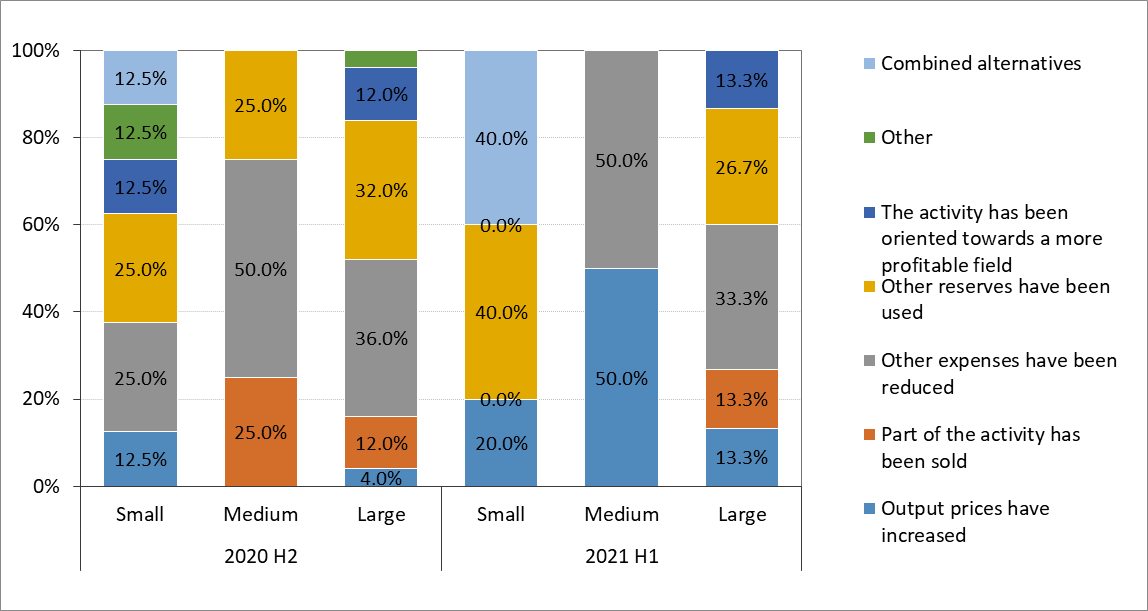 100%
80%
60%
40%
20%
0%
12.5%
12.5%
12.5%
25.0%
25.0%
12.5%
25.0%
50.0%
25.0%
12.0%
32.0%
36.0%
12.0%
4.0%
40.0%
0.0%
40.0%
0.0%
20.0%
50.0%
50.0%
13.3%
26.7%
33.3%
13.3%
13.3%
Small Medium Large Small Medium Large
2020 H2 2021 H1
Combined alternatives
Other
The activity has been
oriented towards a more
profitable field
Other reserves have been
used
Other expenses have been
reduced
Part of the activity has
been sold
Output prices have
increased